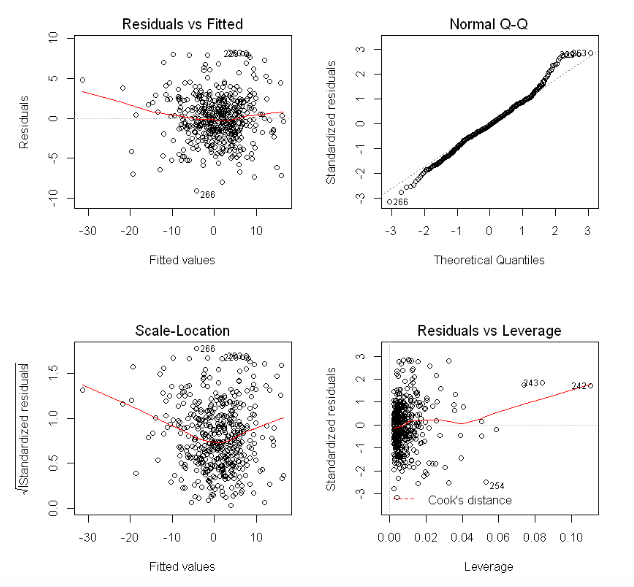 Residuals vs Fitted
Residuals
10
5
0
-5
-10
266
-30 -20 -10 0 10
Fitted values
Normal Q-Q
Standardized residuals
3
2
1
0
-1
-2
-3
266
-3 -2 -1 0 1 2 3
Theoretical Quantiles
Scale-Location
√|Standardized residuals|
1.5
1.0
0.5
0.0
266
-30 -20 -10 0 10
Fitted values
Residuals vs Leverage
Standardized residuals
3
2
1
0
-1
-2
-3
243
242
254
Cook's distance
0.00 0.02 0.04 0.06 0.08 0.10
Leverage